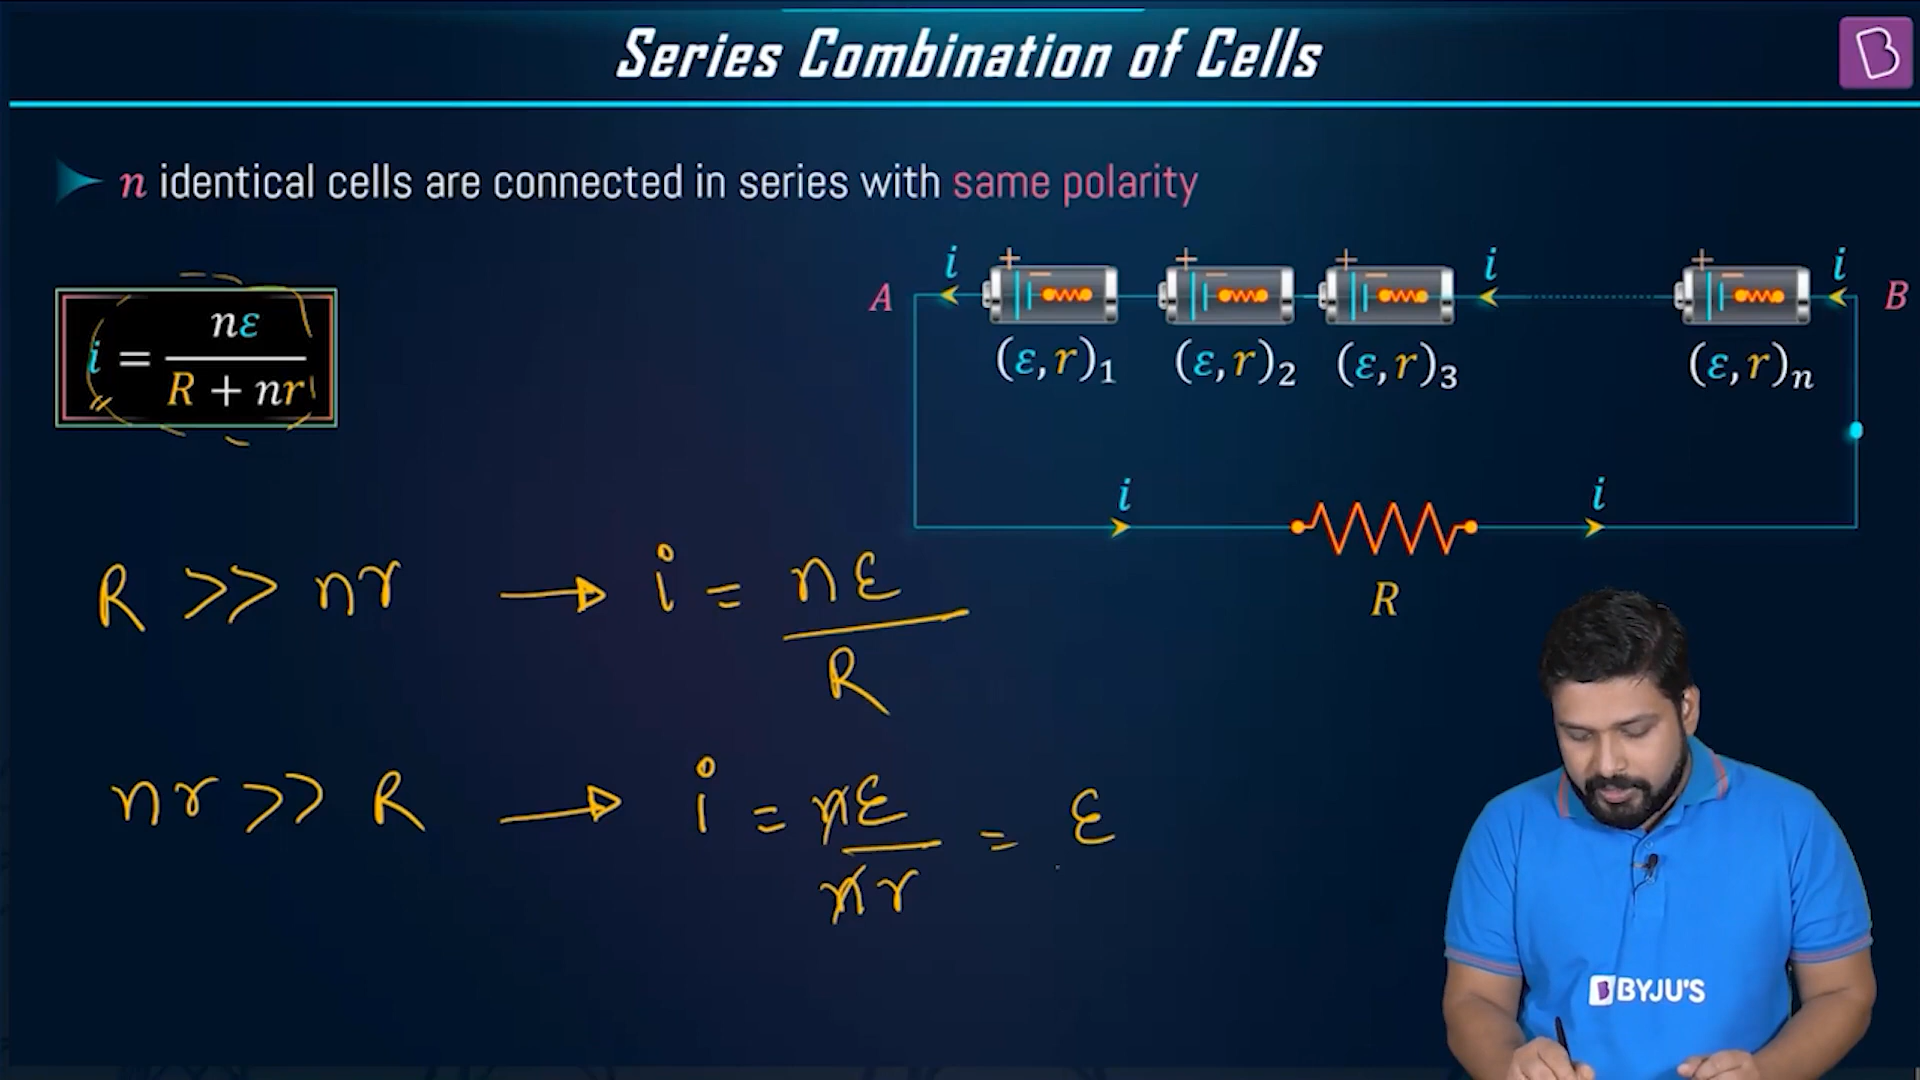 Series Combination of Cells
n identical cells are connected in series with same polarity
i = nε / (R + nr)
A i + − + − + − i + − i B
(ε, r)₁ (ε, r)₂ (ε, r)₃ (ε, r)ₙ
i i
R
R >> nr → i = nε / R
nr >> R → i = nε / nr = ε
BYJU'S